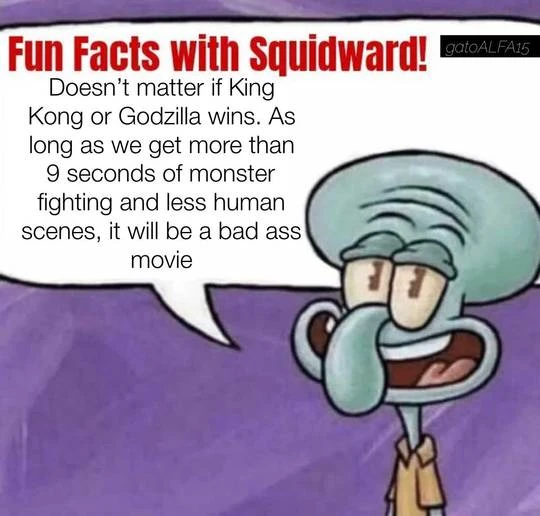 Fun Facts with Squidward!
gatoALFA15
Doesn’t matter if King
Kong or Godzilla wins. As
long as we get more than
9 seconds of monster
fighting and less human
scenes, it will be a bad ass
movie